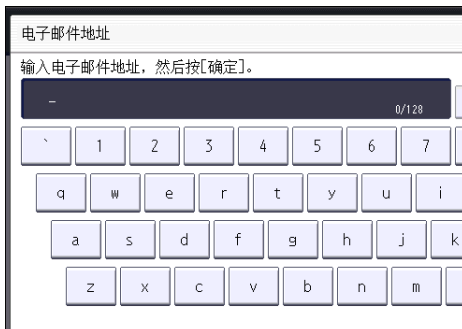 电子邮件地址
输入电子邮件地址，然后按[确定]。
_
0/128
` 1 2 3 4 5 6 7
q w e r t y u i
a s d f g h j k
z x c v b n m